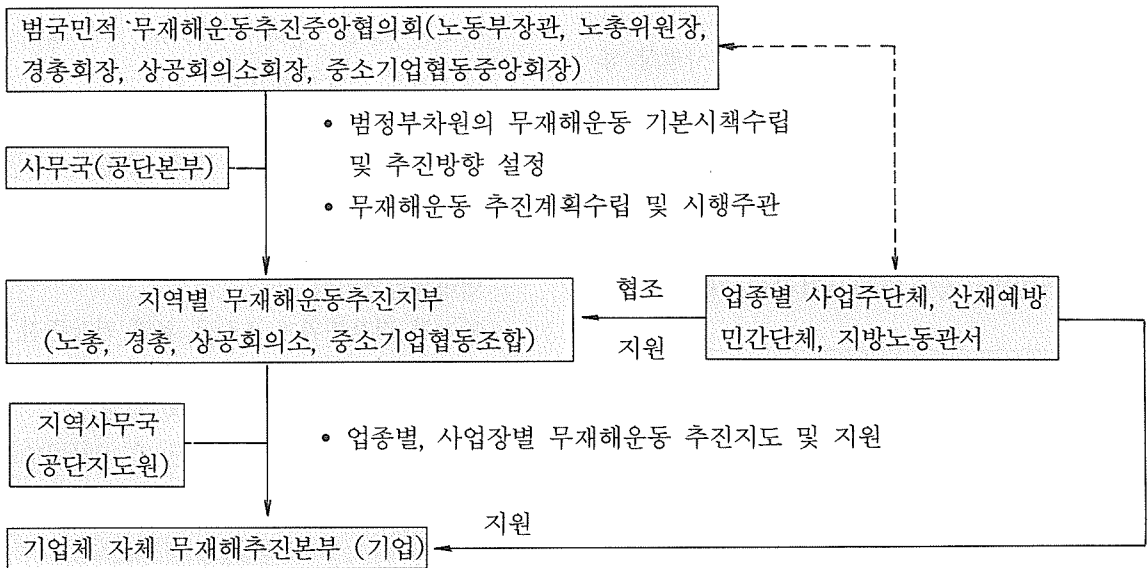 범국민적 무재해운동추진중앙협의회(노동부장관, 노총위원장,
경총회장, 상공회의소회장, 중소기업협동중앙회장)
• 범정부차원의 무재해운동 기본시책수립
및 추진방향 설정
사무국(공단본부)
• 무재해운동 추진계획수립 및 시행주관
지역별 무재해운동추진지부
(노총, 경총, 상공회의소, 중소기업협동조합)
협조
지원
업종별 사업주단체, 산재예방
민간단체, 지방노동관서
지역사무국
(공단지도원)
• 업종별, 사업장별 무재해운동 추진지도 및 지원
지원
기업체 자체 무재해추진본부 (기업)